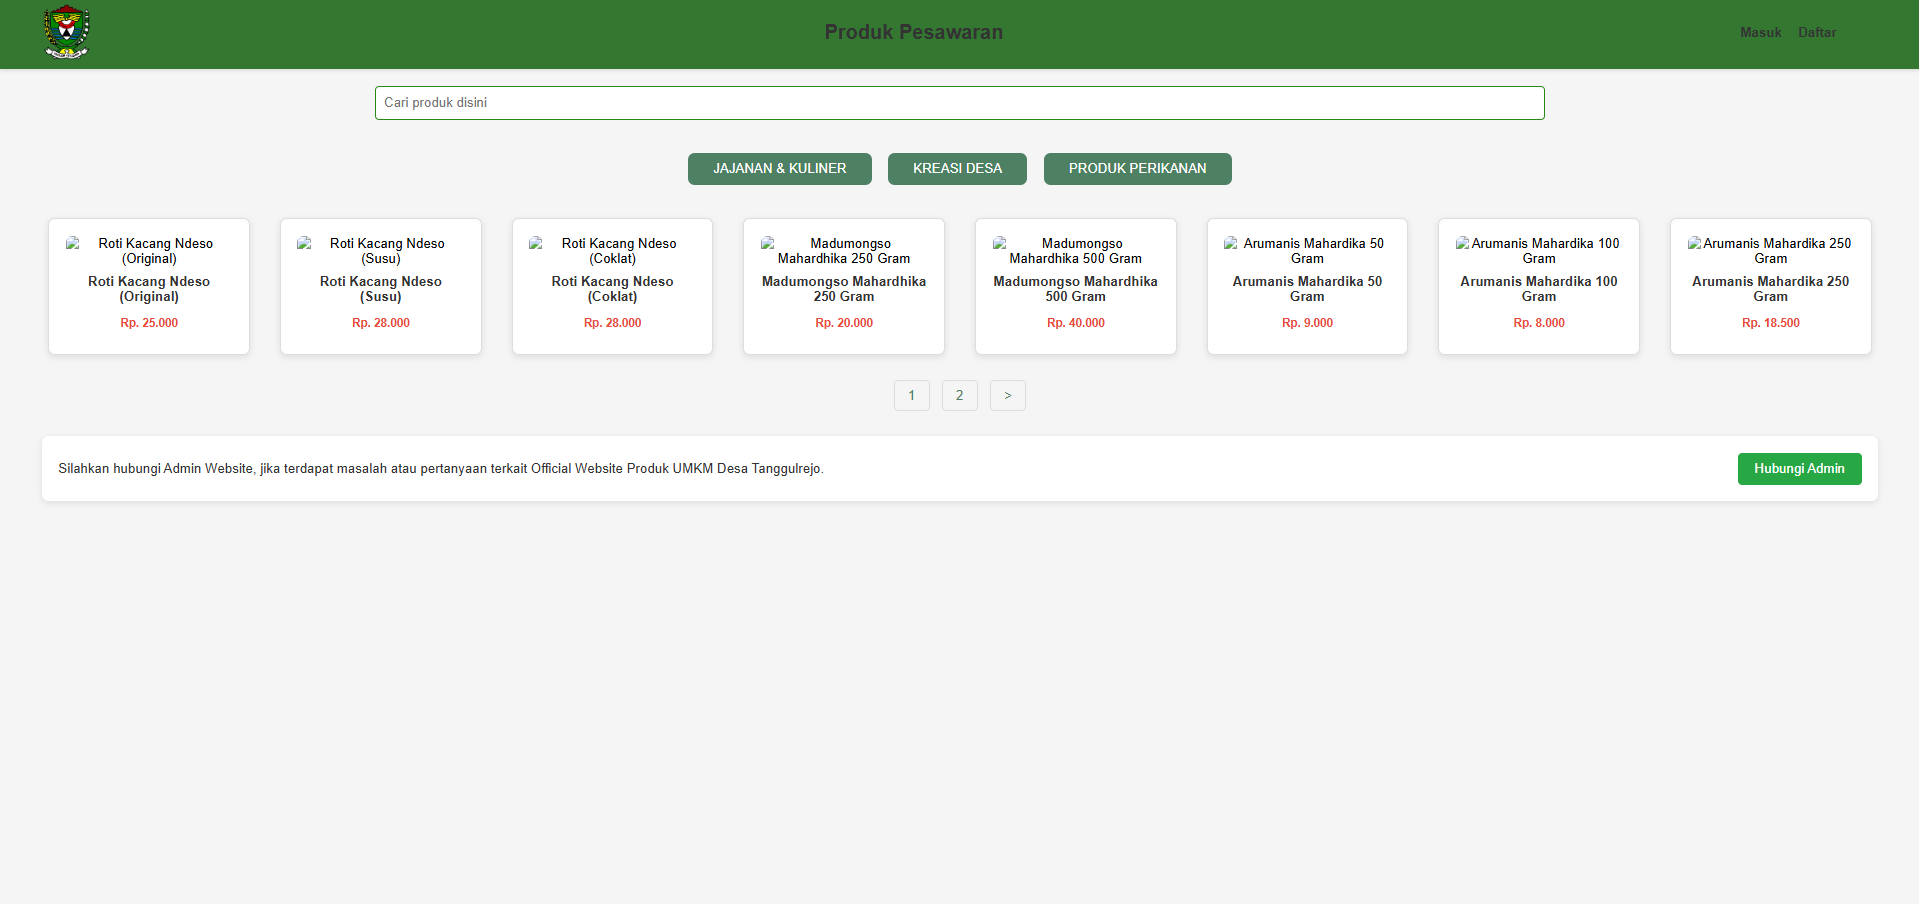 Produk Pesawaran
Masuk
Daftar
Cari produk disini
JAJANAN & KULINER
KREASI DESA
PRODUK PERIKANAN
Roti Kacang Ndeso
(Original)
Roti Kacang Ndeso
(Original)
Rp. 25.000
Roti Kacang Ndeso
(Susu)
Roti Kacang Ndeso
(Susu)
Rp. 28.000
Roti Kacang Ndeso
(Coklat)
Roti Kacang Ndeso
(Coklat)
Rp. 28.000
Madumongso
Mahardhika 250 Gram
Madumongso Mahardhika
250 Gram
Rp. 20.000
Madumongso
Mahardhika 500 Gram
Madumongso Mahardhika
500 Gram
Rp. 40.000
Arumanis Mahardika 50
Gram
Arumanis Mahardika 50
Gram
Rp. 9.000
Arumanis Mahardika 100
Gram
Arumanis Mahardika 100
Gram
Rp. 8.000
Arumanis Mahardika 250
Gram
Arumanis Mahardika 250
Gram
Rp. 18.500
1
2
>
Silahkan hubungi Admin Website, jika terdapat masalah atau pertanyaan terkait Official Website Produk UMKM Desa Tanggulrejo.
Hubungi Admin